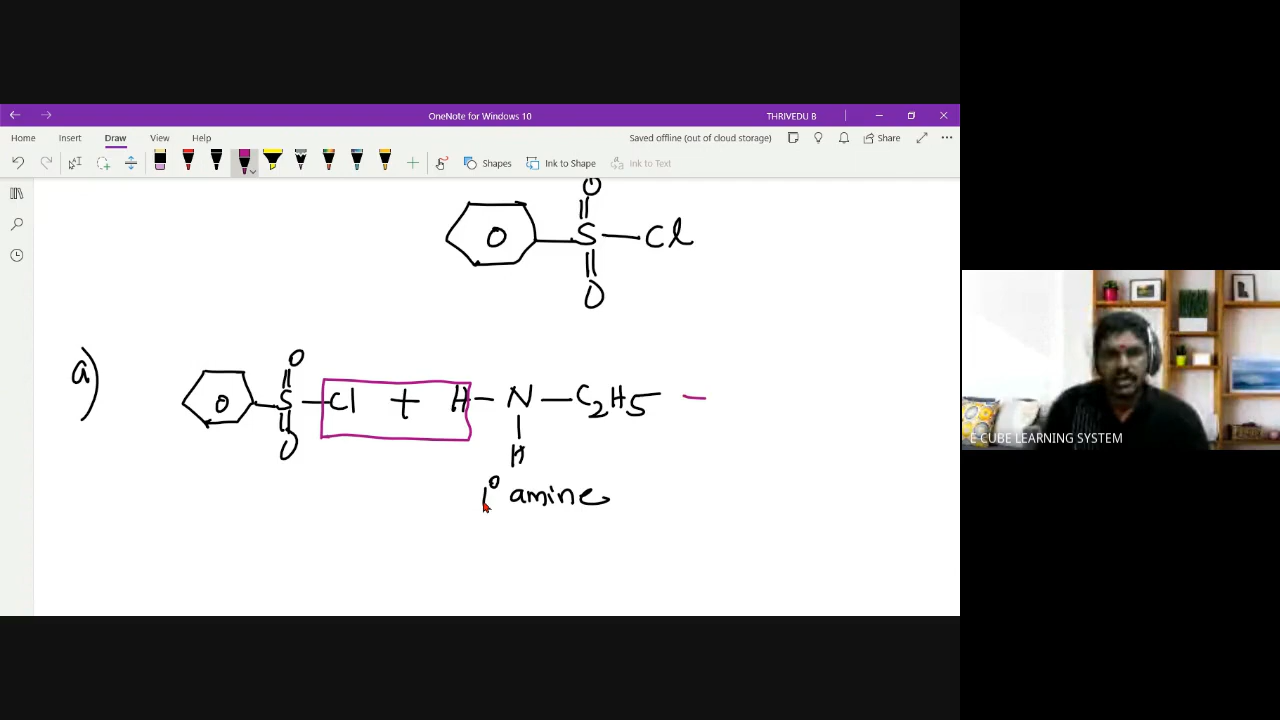 OneNote for Windows 10
THRIVEDU B
Home Insert Draw View Help
Saved offline (out of cloud storage)
Share
Shapes
Ink to Shape
Ink to Text
O
S Cl
O
a)
O
S Cl + H N C2H5
O
H
1° amine
E CUBE LEARNING SYSTEM